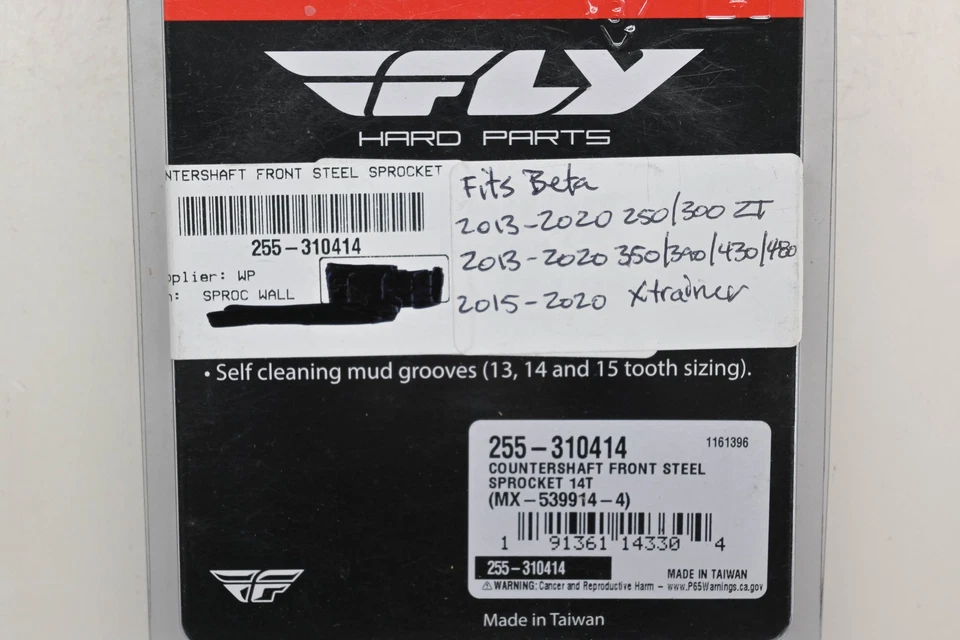 FLY
HARD PARTS
NTERSHAFT FRONT STEEL SPROCKET
255-310414
pplier: WP
n: SPROC WALL
Fits Beta
2013-2020 250/300 2T
2013-2020 350/390/430/480
2015-2020 Xtrainer
• Self cleaning mud grooves (13, 14 and 15 tooth sizing).
255-310414 1161396
COUNTERSHAFT FRONT STEEL
SPROCKET 14T
(MX-539914-4)
1 91361 14330 4
255-310414 MADE IN TAIWAN
⚠ WARNING: Cancer and Reproductive Harm - www.P65Warnings.ca.gov
Made in Taiwan